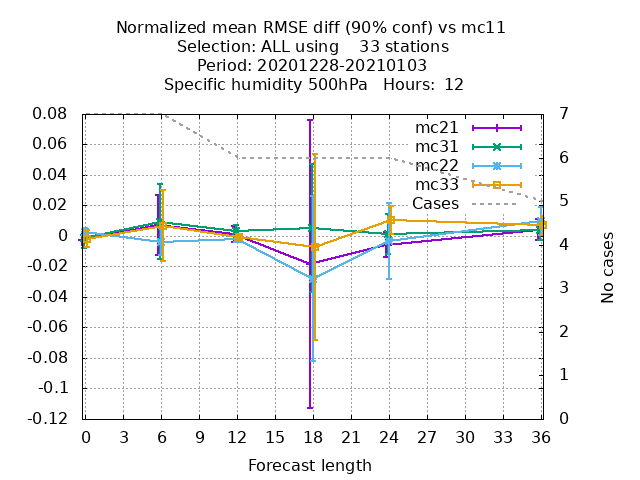 Normalized mean RMSE diff (90% conf) vs mc11
Selection: ALL using    33 stations
Period: 20201228-20210103
Specific humidity 500hPa   Hours:  12
0.08
0.06
0.04
0.02
0
-0.02
-0.04
-0.06
-0.08
-0.1
-0.12
7
6
5
4
3
2
1
0
No cases
mc21
mc31
mc22
mc33
Cases
0 3 6 9 12 15 18 21 24 27 30 33 36
Forecast length